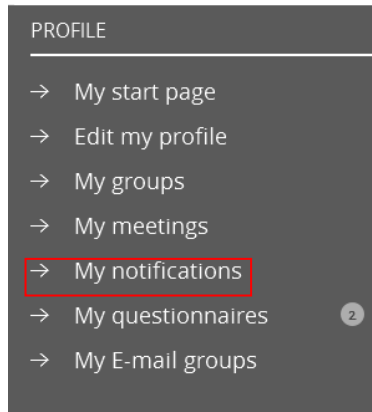 PROFILE
→ My start page
→ Edit my profile
→ My groups
→ My meetings
→ My notifications
→ My questionnaires 2
→ My E-mail groups